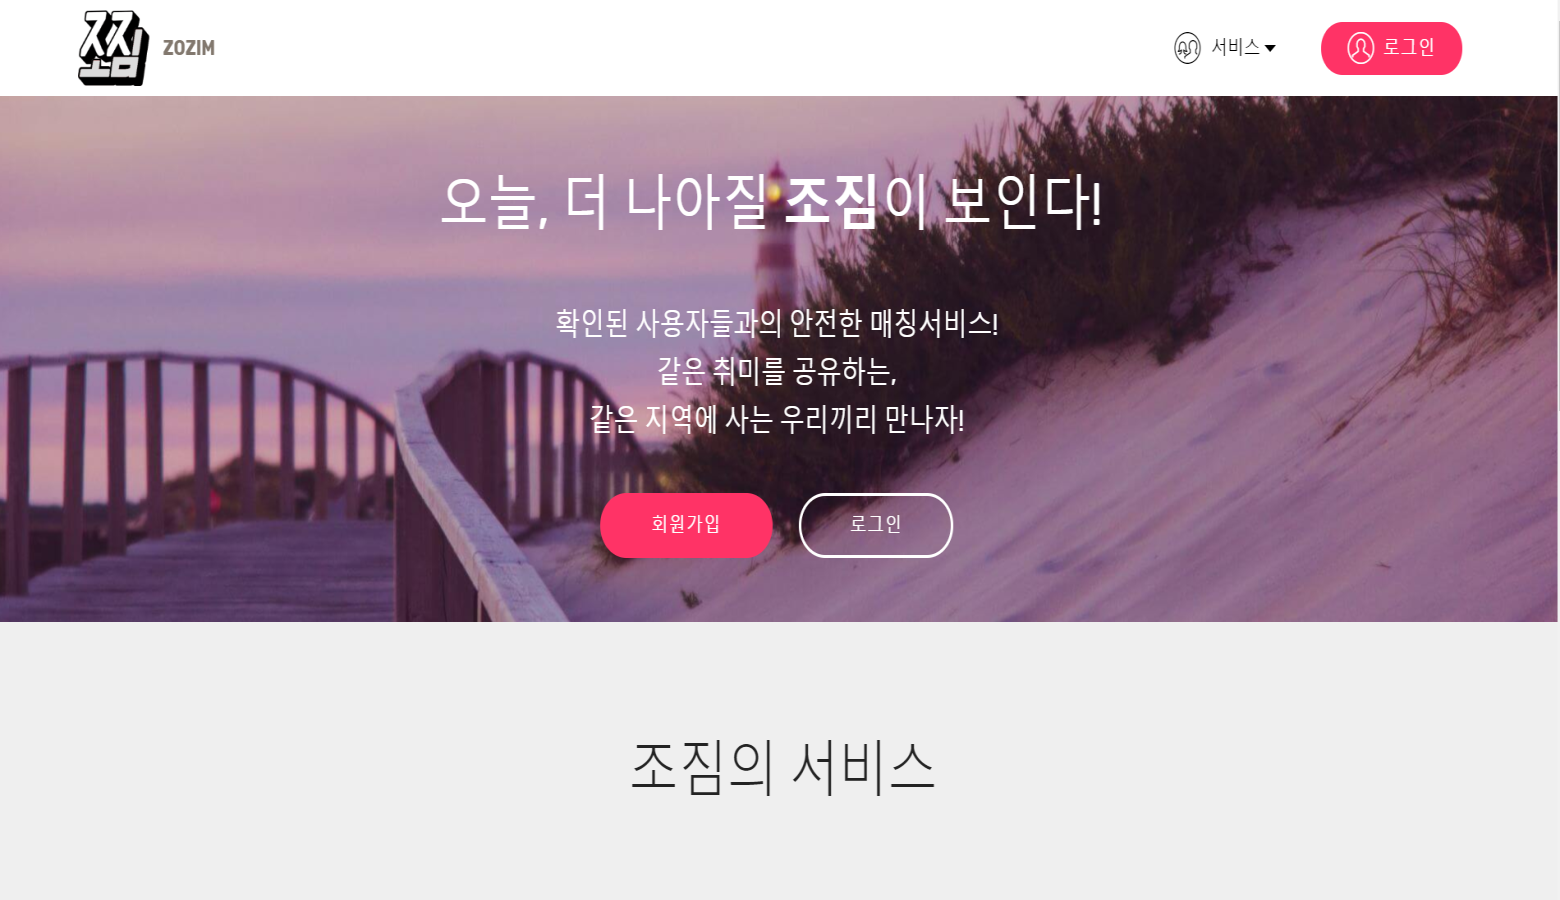 쪼찜
ZOZIM
서비스
로그인
오늘, 더 나아질 조짐이 보인다!
확인된 사용자들과의 안전한 매칭서비스!
같은 취미를 공유하는,
같은 지역에 사는 우리끼리 만나자!
회원가입
로그인
조짐의 서비스